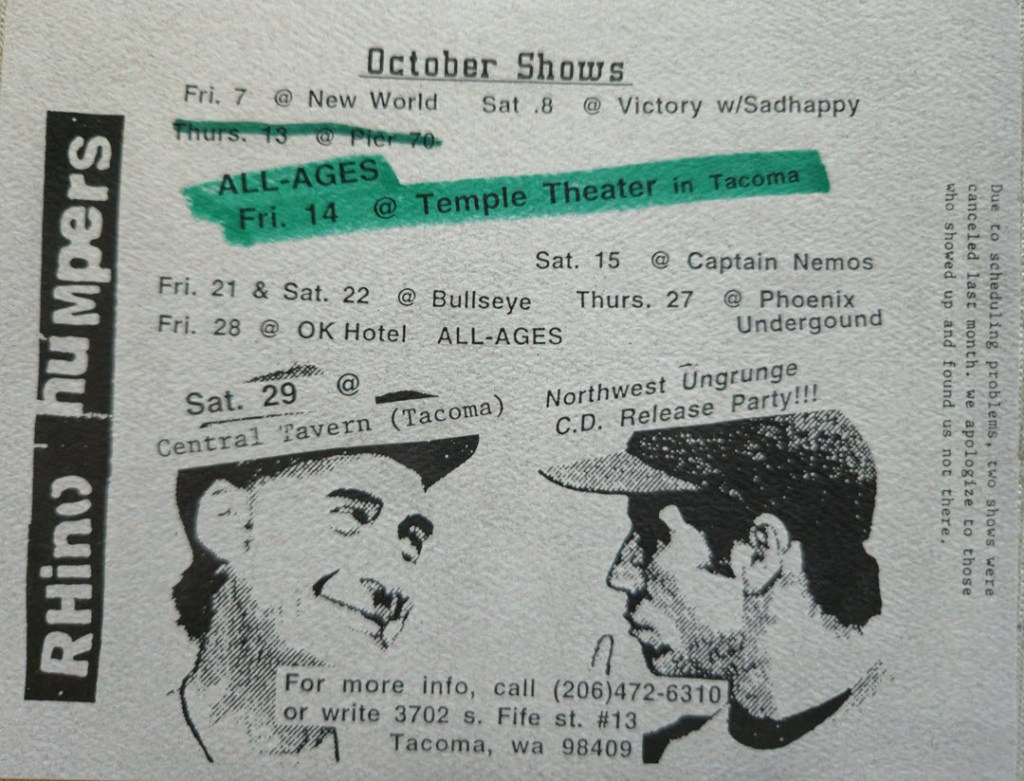 October Shows
Fri. 7 @ New World Sat .8 @ Victory w/Sadhappy
Thurs. 13 @ Pier 70
ALL-AGES
Fri. 14 @ Temple Theater in Tacoma
Sat. 15 @ Captain Nemos
Fri. 21 & Sat. 22 @ Bullseye Thurs. 27 @ Phoenix
Undergound
Fri. 28 @ OK Hotel ALL-AGES
Sat. 29 @
Central Tavern (Tacoma)
Northwest Ungrunge
C.D. Release Party!!!
For more info, call (206)472-6310
or write 3702 s. Fife st. #13
Tacoma, wa 98409
RHino huMpers
Due to scheduling problems, two shows were
canceled last month. we apologize to those
who showed up and found us not there.